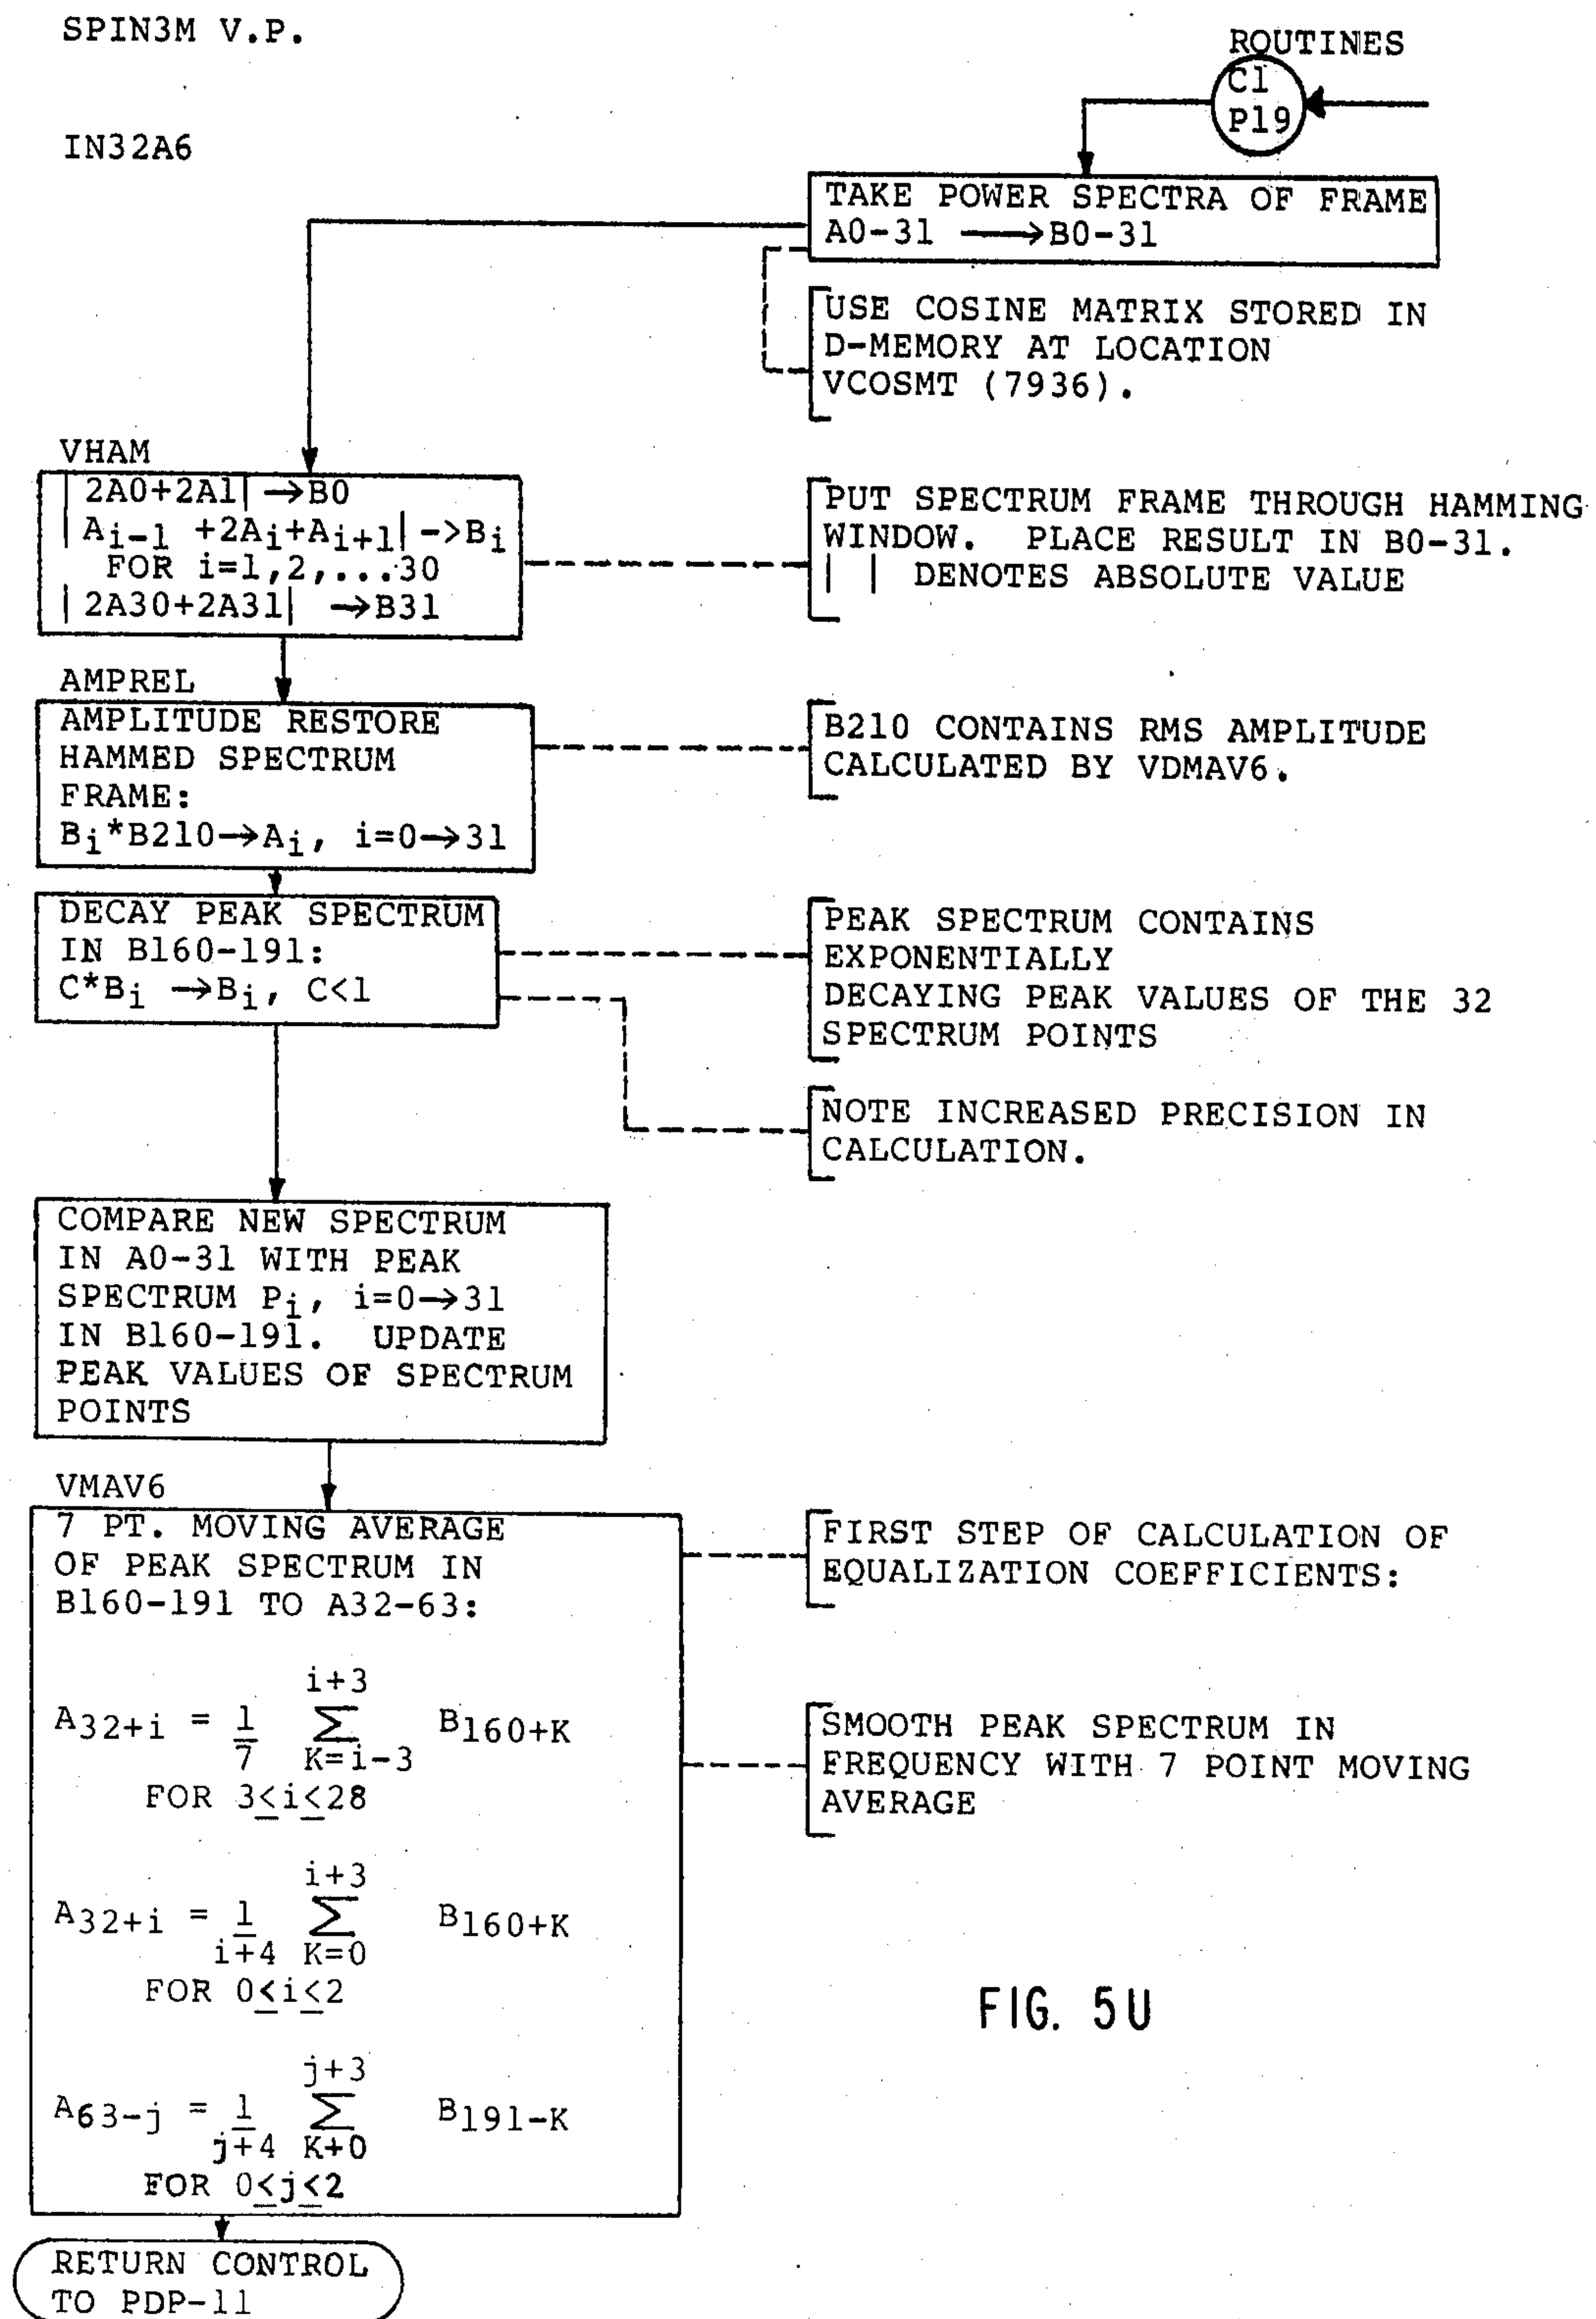 SPIN3M V.P.
ROUTINES
C1
P19
IN32A6
TAKE POWER SPECTRA OF FRAME
A0-31 ⟶B0-31
USE COSINE MATRIX STORED IN
D-MEMORY AT LOCATION
VCOSMT (7936).
VHAM
|2A0+2A1| →B0
|Ai-1 +2Ai+Ai+1| ->Bi
FOR i=1,2,...30
|2A30+2A31| →B31
PUT SPECTRUM FRAME THROUGH HAMMING
WINDOW. PLACE RESULT IN B0-31.
| | DENOTES ABSOLUTE VALUE
AMPREL
AMPLITUDE RESTORE
HAMMED SPECTRUM
FRAME:
Bi*B210→Ai, i=0→31
B210 CONTAINS RMS AMPLITUDE
CALCULATED BY VDMAV6.
DECAY PEAK SPECTRUM
IN B160-191:
C*Bi →Bi, C<1
PEAK SPECTRUM CONTAINS
EXPONENTIALLY
DECAYING PEAK VALUES OF THE 32
SPECTRUM POINTS
NOTE INCREASED PRECISION IN
CALCULATION.
COMPARE NEW SPECTRUM
IN A0-31 WITH PEAK
SPECTRUM Pi, i=0→31
IN B160-191. UPDATE
PEAK VALUES OF SPECTRUM
POINTS
VMAV6
7 PT. MOVING AVERAGE
OF PEAK SPECTRUM IN
B160-191 TO A32-63:
FIRST STEP OF CALCULATION OF
EQUALIZATION COEFFICIENTS:
i+3
A32+i = 1 Σ B160+K
7 K=i-3
FOR 3≤i≤28
SMOOTH PEAK SPECTRUM IN
FREQUENCY WITH 7 POINT MOVING
AVERAGE
i+3
A32+i = 1 Σ B160+K
i+4 K=0
FOR 0≤i≤2
j+3
A63-j = 1 Σ B191-K
j+4 K+0
FOR 0≤j≤2
FIG. 5U
RETURN CONTROL
TO PDP-11